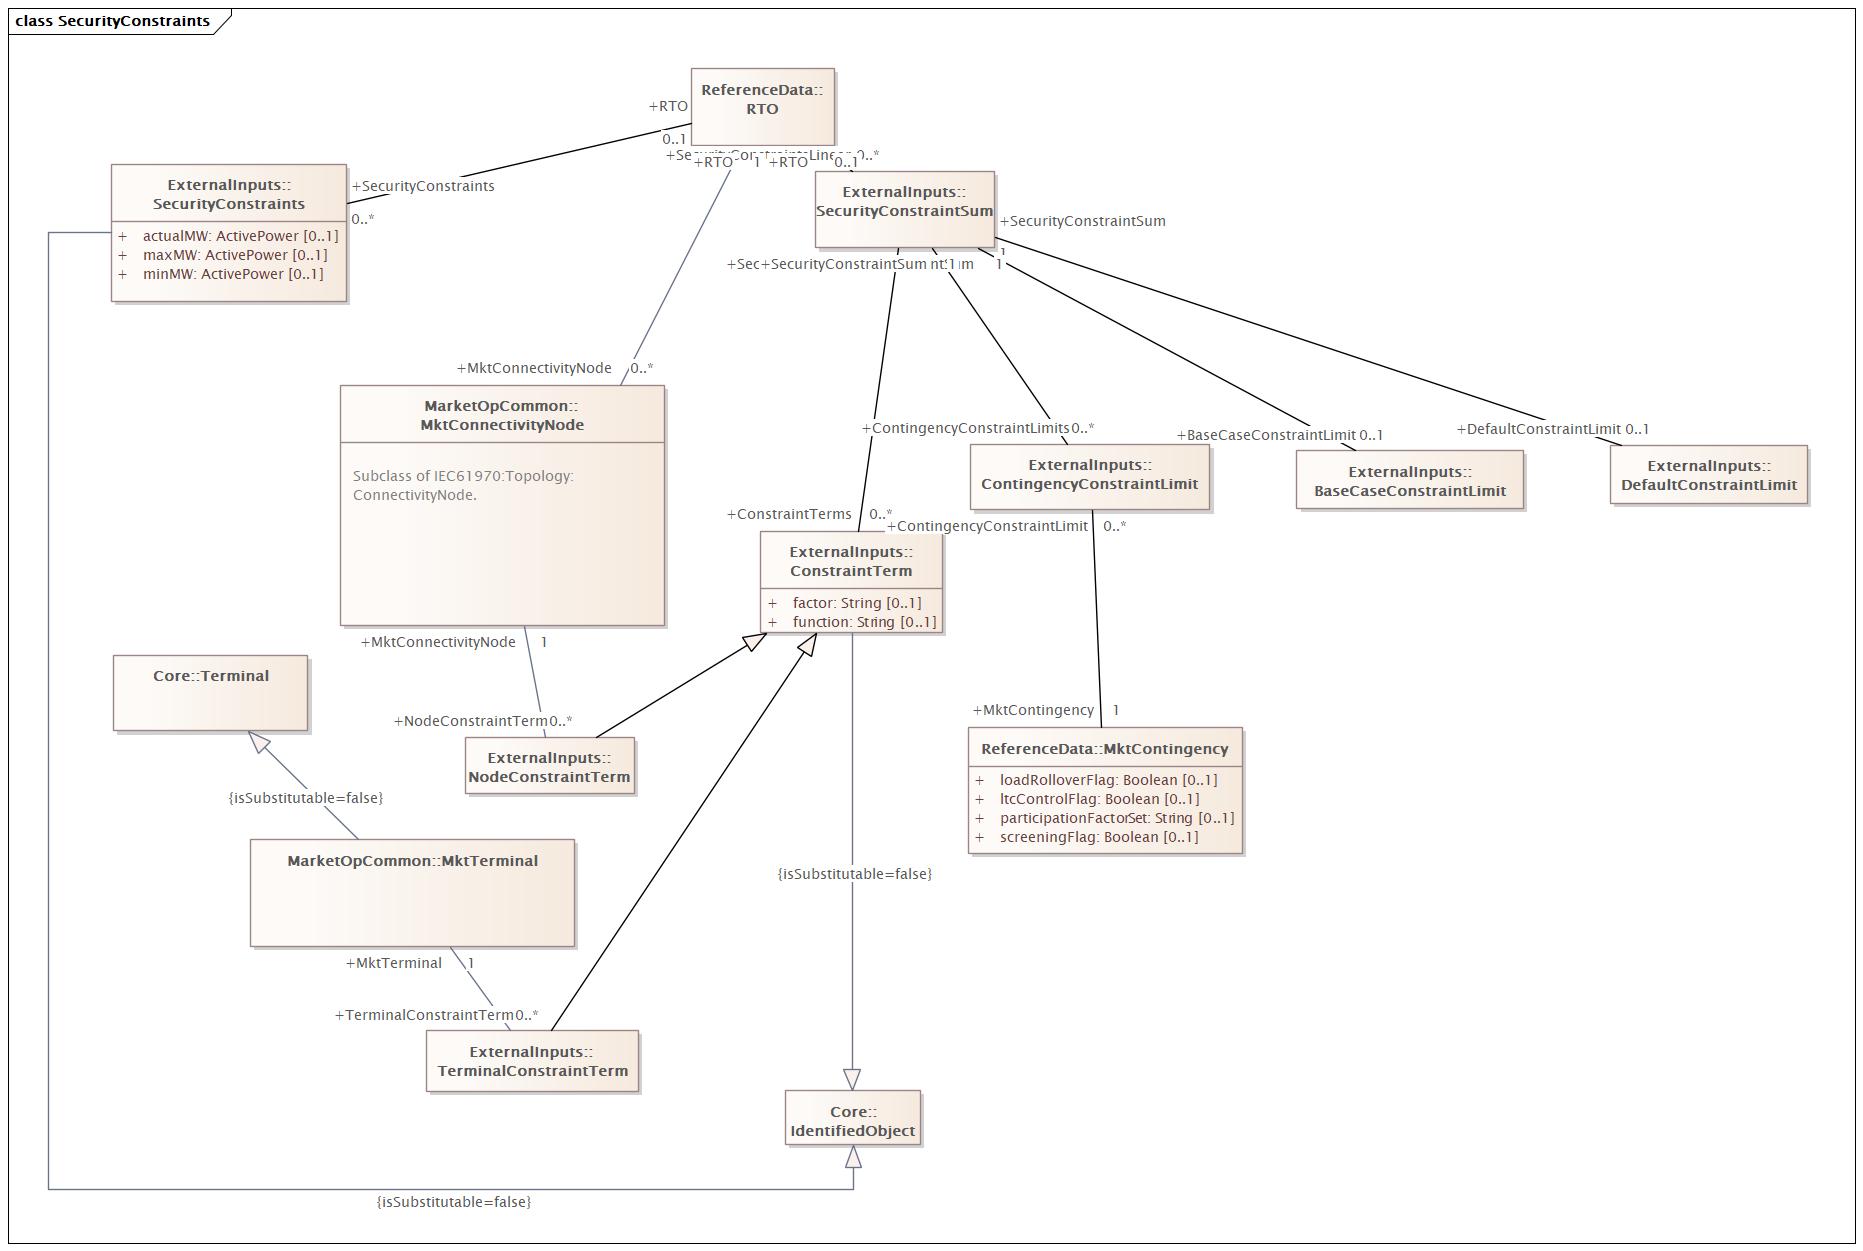 class SecurityConstraints
ReferenceData::
RTO
+RTO
0..1
+SecurityConstraintsLinear 0..*
+RTO 1 +RTO 0..1
ExternalInputs::
SecurityConstraints
+ actualMW: ActivePower [0..1]
+ maxMW: ActivePower [0..1]
+ minMW: ActivePower [0..1]
+SecurityConstraints
0..*
ExternalInputs::
SecurityConstraintSum
+SecurityConstraintSum
1
+SecurityConstraintSum 1
1
+MktConnectivityNode 0..*
MarketOpCommon::
MktConnectivityNode
Subclass of IEC61970:Topology:
ConnectivityNode.
+ContingencyConstraintLimits 0..*
+BaseCaseConstraintLimit 0..1
+DefaultConstraintLimit 0..1
ExternalInputs::
ContingencyConstraintLimit
ExternalInputs::
BaseCaseConstraintLimit
ExternalInputs::
DefaultConstraintLimit
+ConstraintTerms 0..*
+ContingencyConstraintLimit 0..*
ExternalInputs::
ConstraintTerm
+ factor: String [0..1]
+ function: String [0..1]
+MktConnectivityNode 1
Core::Terminal
+NodeConstraintTerm 0..*
ExternalInputs::
NodeConstraintTerm
+MktContingency 1
ReferenceData::MktContingency
+ loadRolloverFlag: Boolean [0..1]
+ ltcControlFlag: Boolean [0..1]
+ participationFactorSet: String [0..1]
+ screeningFlag: Boolean [0..1]
{isSubstitutable=false}
MarketOpCommon::MktTerminal
{isSubstitutable=false}
+MktTerminal 1
+TerminalConstraintTerm 0..*
ExternalInputs::
TerminalConstraintTerm
Core::
IdentifiedObject
{isSubstitutable=false}